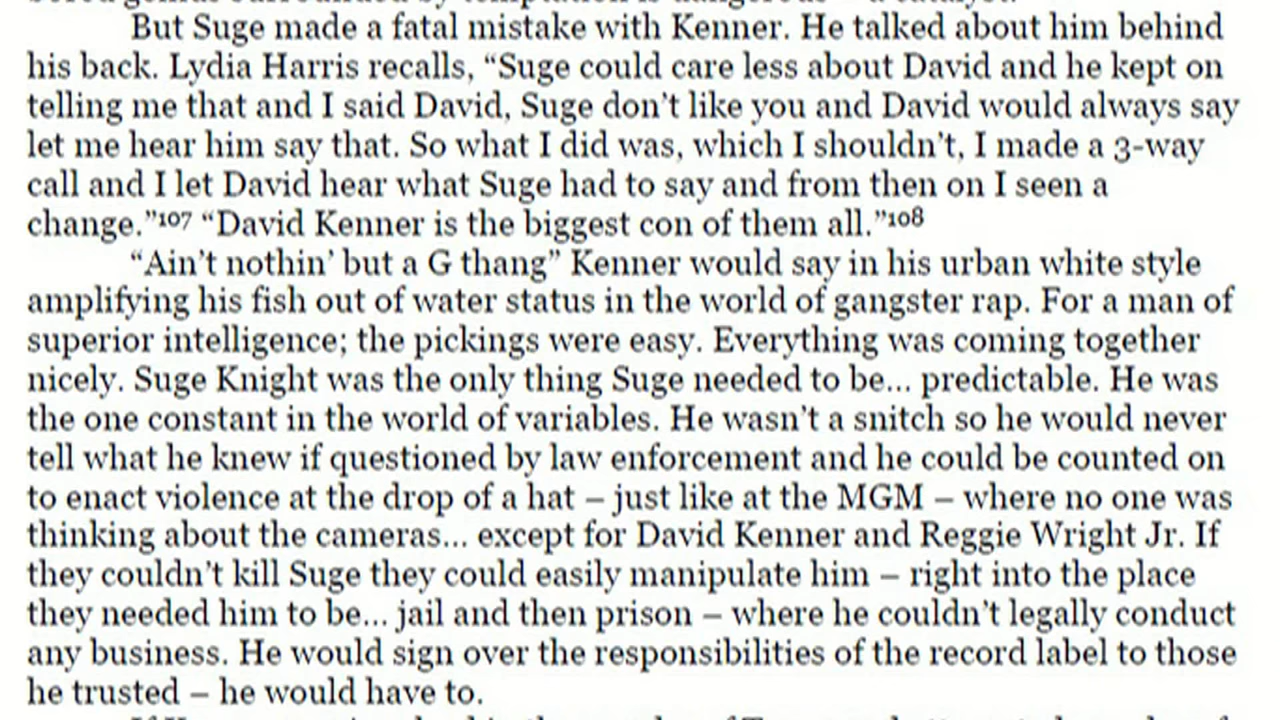 But Suge made a fatal mistake with Kenner. He talked about him behind
his back. Lydia Harris recalls, “Suge could care less about David and he kept on
telling me that and I said David, Suge don’t like you and David would always say
let me hear him say that. So what I did was, which I shouldn’t, I made a 3-way
call and I let David hear what Suge had to say and from then on I seen a
change.”107 “David Kenner is the biggest con of them all.”108
“Ain’t nothin’ but a G thang” Kenner would say in his urban white style
amplifying his fish out of water status in the world of gangster rap. For a man of
superior intelligence; the pickings were easy. Everything was coming together
nicely. Suge Knight was the only thing Suge needed to be... predictable. He was
the one constant in the world of variables. He wasn’t a snitch so he would never
tell what he knew if questioned by law enforcement and he could be counted on
to enact violence at the drop of a hat – just like at the MGM – where no one was
thinking about the cameras... except for David Kenner and Reggie Wright Jr. If
they couldn’t kill Suge they could easily manipulate him – right into the place
they needed him to be... jail and then prison – where he couldn’t legally conduct
any business. He would sign over the responsibilities of the record label to those
he trusted – he would have to.